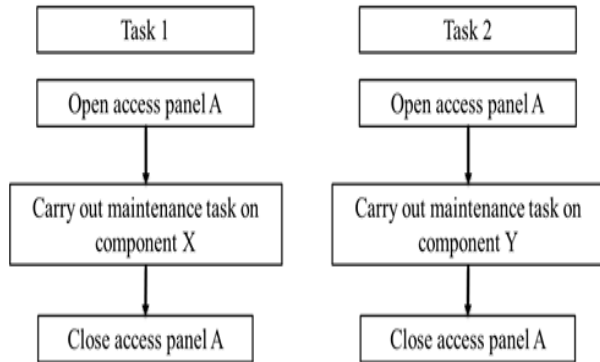 Task 1
Open access panel A
Carry out maintenance task on
component X
Close access panel A
Task 2
Open access panel A
Carry out maintenance task on
component Y
Close access panel A